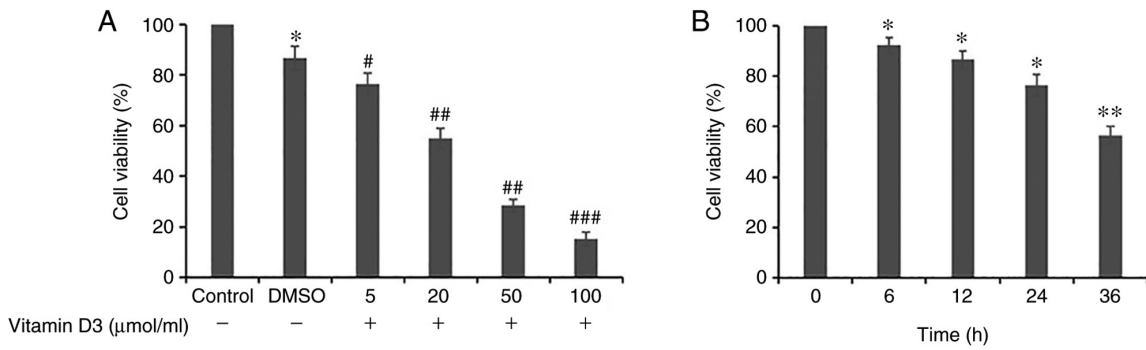 A
Cell viability (%)
100
80
60
40
20
0
*
#
##
##
###
Control DMSO 5 20 50 100
Vitamin D3 (µmol/ml) – – + + + +
B
Cell viability (%)
100
80
60
40
20
0
*
*
*
**
0 6 12 24 36
Time (h)